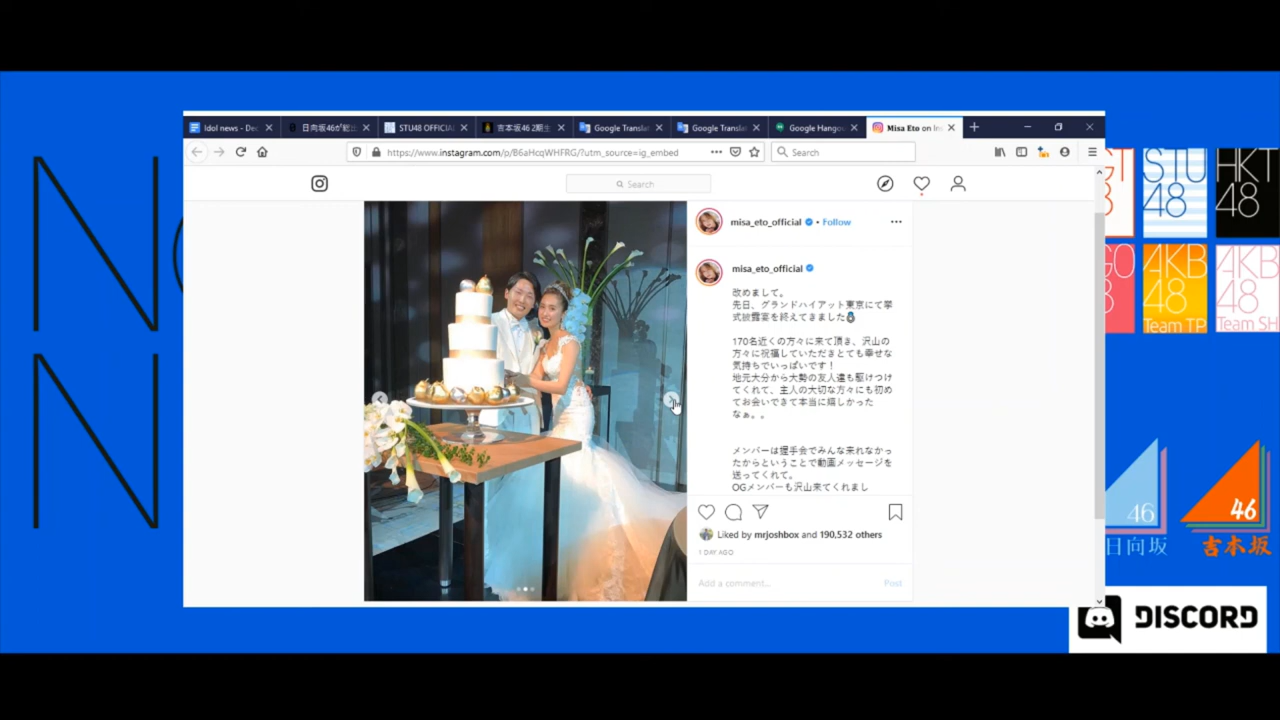 N
N
Idol news - Dec
日向坂46が総出
STU48 OFFICIAL
吉本坂46 2期生
Google Translat
Google Translat
Google Hangou
Misa Eto on Ins
https://www.instagram.com/p/B6aHcqWHFRG/?utm_source=ig_embed
Search
Search
misa_eto_official • Follow
misa_eto_official
改めまして。
先日、グランドハイアット東京にて挙
式披露宴を終えてきました
170名近くの方々に来て頂き、沢山の
方々に祝福していただきとても幸せな
気持ちでいっぱいです！
地元大分から大勢の友人達も駆けつけ
てくれて、主人の大切な方々にも初め
てお会いできて本当に嬉しかった
なぁ。。
メンバーは握手会でみんな来れなかっ
たからということで動画メッセージを
送ってくれて。
OGメンバーも沢山来てくれまし
Liked by mrjoshbox and 190,532 others
1 DAY AGO
Add a comment...
Post
STU
48
HKT
48
GO
AKB
48
Team TP
AKB
48
Team SH
46
日向坂
46
吉本坂
DISCORD